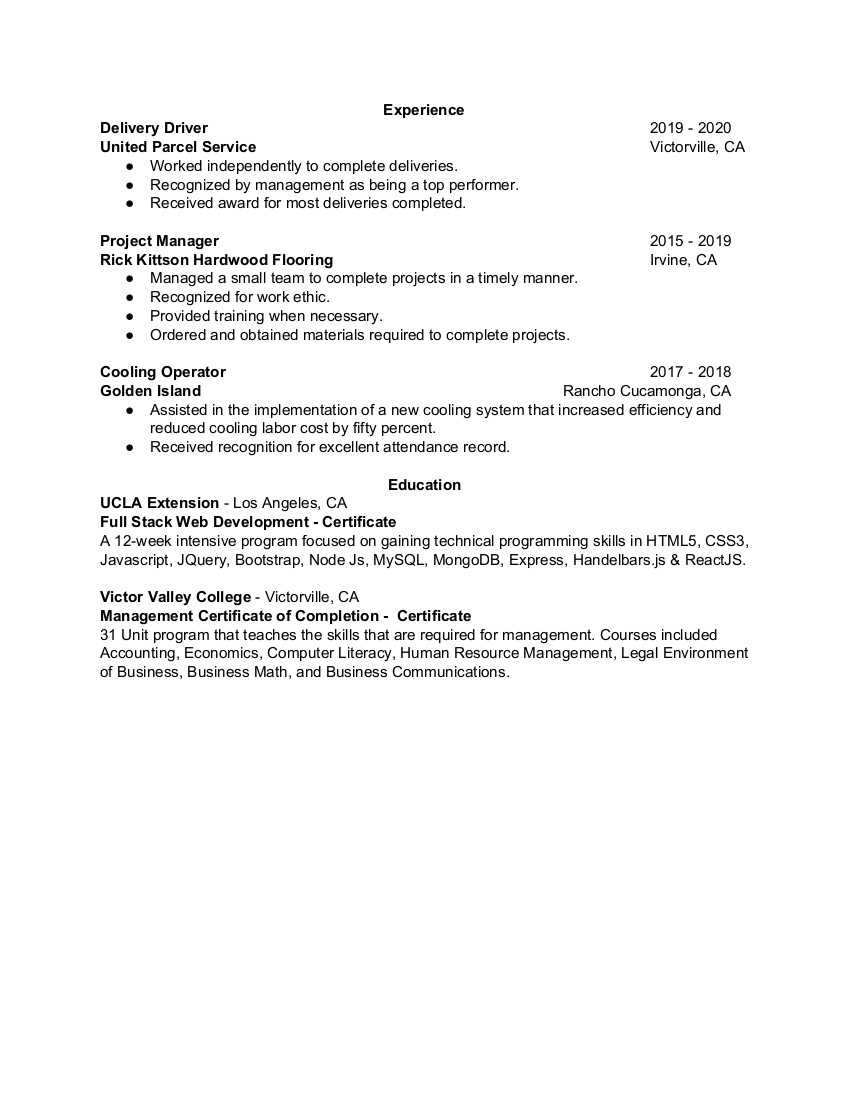 Experience
Delivery Driver 2019 - 2020
United Parcel Service Victorville, CA
● Worked independently to complete deliveries.
● Recognized by management as being a top performer.
● Received award for most deliveries completed.
Project Manager 2015 - 2019
Rick Kittson Hardwood Flooring Irvine, CA
● Managed a small team to complete projects in a timely manner.
● Recognized for work ethic.
● Provided training when necessary.
● Ordered and obtained materials required to complete projects.
Cooling Operator 2017 - 2018
Golden Island Rancho Cucamonga, CA
● Assisted in the implementation of a new cooling system that increased efficiency and
reduced cooling labor cost by fifty percent.
● Received recognition for excellent attendance record.
Education
UCLA Extension - Los Angeles, CA
Full Stack Web Development - Certificate
A 12-week intensive program focused on gaining technical programming skills in HTML5, CSS3,
Javascript, JQuery, Bootstrap, Node Js, MySQL, MongoDB, Express, Handelbars.js & ReactJS.
Victor Valley College - Victorville, CA
Management Certificate of Completion - Certificate
31 Unit program that teaches the skills that are required for management. Courses included
Accounting, Economics, Computer Literacy, Human Resource Management, Legal Environment
of Business, Business Math, and Business Communications.